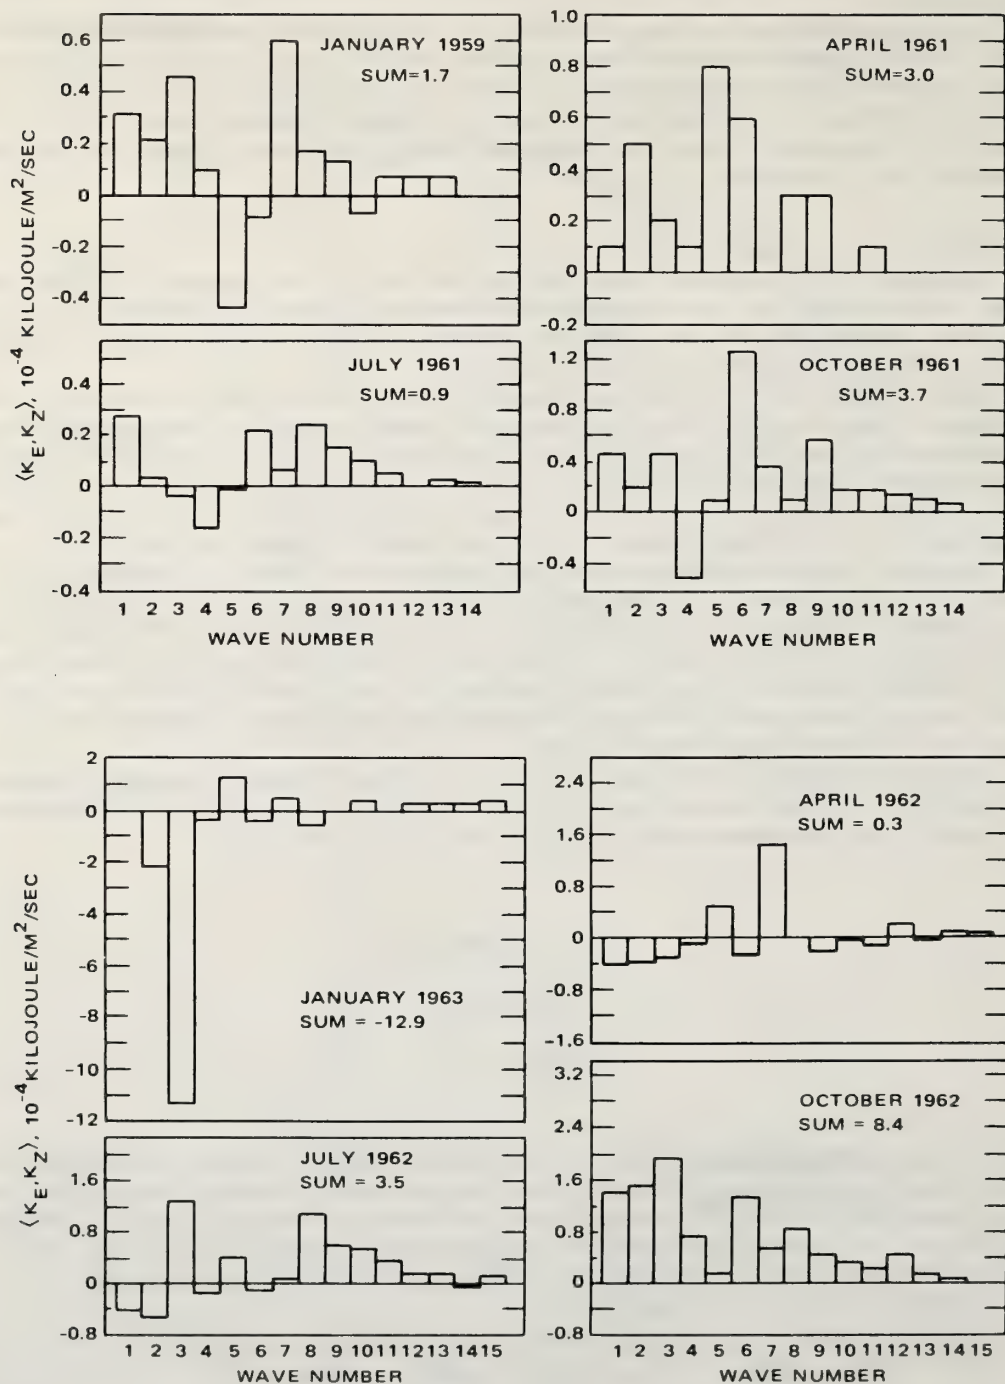 ⟨K_E, K_Z⟩, 10⁻⁴ KILOJOULE/M²/SEC
JANUARY 1959
SUM=1.7
0.6
0.4
0.2
0
-0.2
-0.4
APRIL 1961
SUM=3.0
1.0
0.8
0.6
0.4
0.2
0
-0.2
JULY 1961
SUM=0.9
0.4
0.2
0
-0.2
-0.4
1 2 3 4 5 6 7 8 9 10 11 12 13 14
WAVE NUMBER
OCTOBER 1961
SUM=3.7
1.2
0.8
0.4
0
-0.4
1 2 3 4 5 6 7 8 9 10 11 12 13 14
WAVE NUMBER
⟨K_E, K_Z⟩, 10⁻⁴ KILOJOULE/M²/SEC
2
0
-2
-4
-6
-8
-10
-12
JANUARY 1963
SUM = -12.9
APRIL 1962
SUM = 0.3
2.4
1.6
0.8
0
-0.8
-1.6
JULY 1962
SUM = 3.5
1.6
0.8
0
-0.8
1 2 3 4 5 6 7 8 9 10 11 12 13 14 15
WAVE NUMBER
OCTOBER 1962
SUM = 8.4
3.2
2.4
1.6
0.8
0
-0.8
1 2 3 4 5 6 7 8 9 10 11 12 13 14 15
WAVE NUMBER